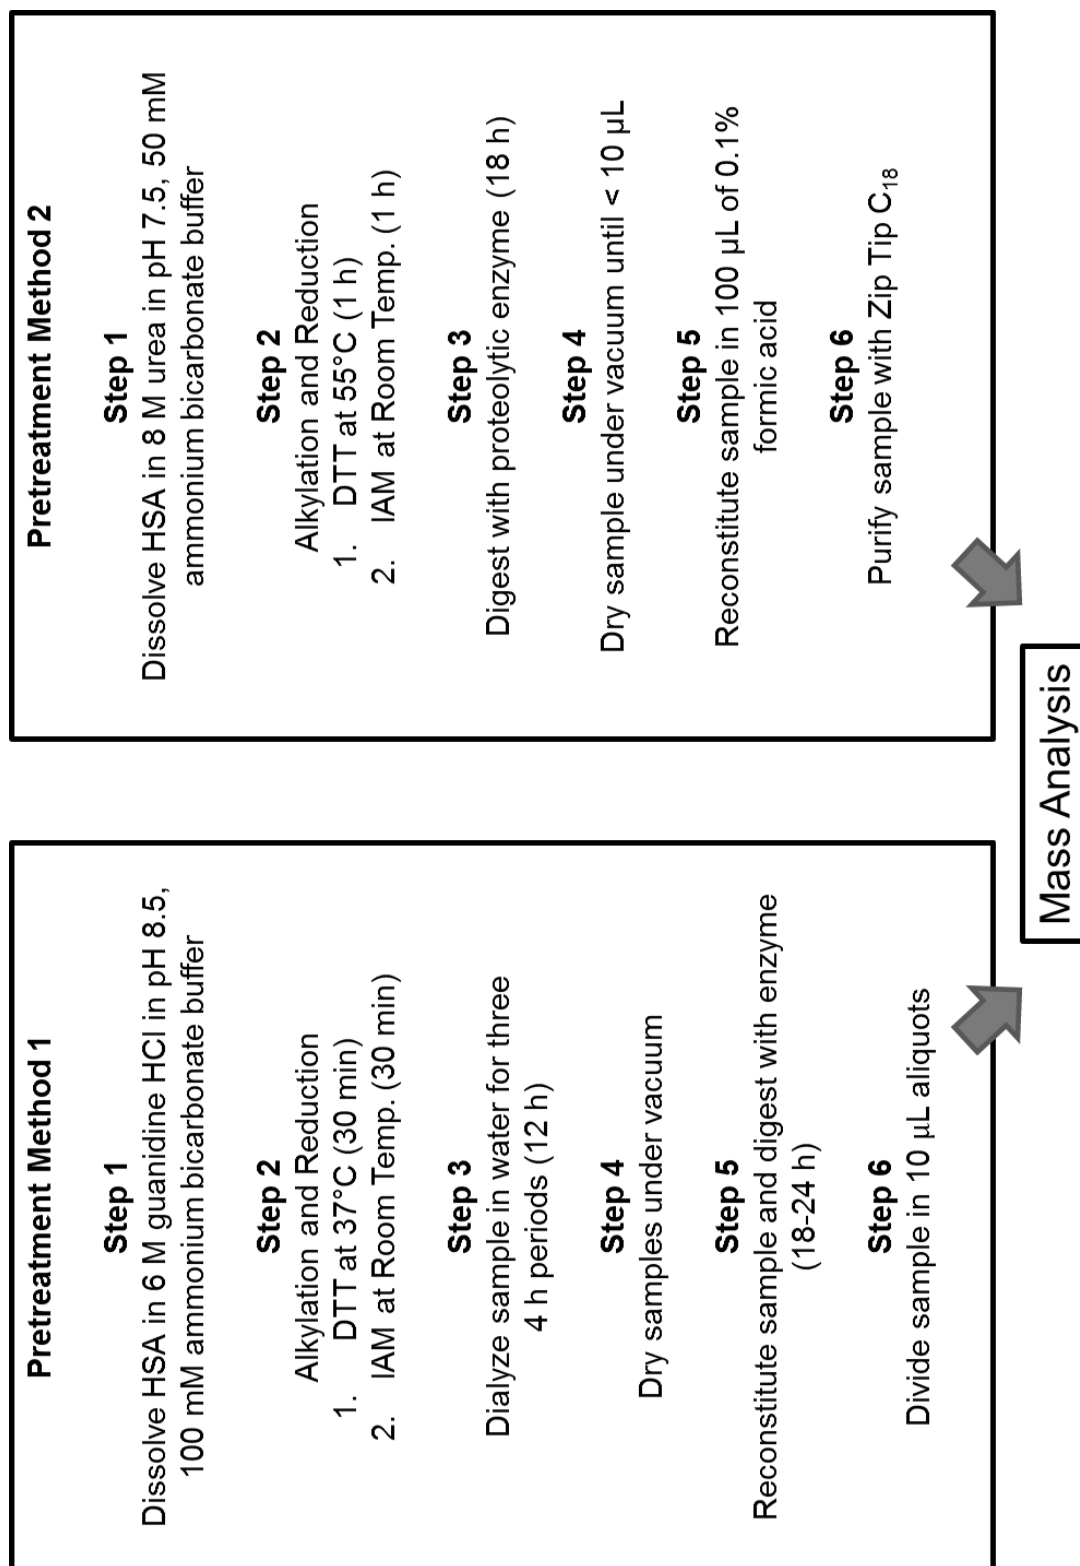 Pretreatment Method 1
Step 1
Dissolve HSA in 6 M guanidine HCl in pH 8.5,
100 mM ammonium bicarbonate buffer
Step 2
Alkylation and Reduction
1. DTT at 37°C (30 min)
2. IAM at Room Temp. (30 min)
Step 3
Dialyze sample in water for three
4 h periods (12 h)
Step 4
Dry samples under vacuum
Step 5
Reconstitute sample and digest with enzyme
(18-24 h)
Step 6
Divide sample in 10 µL aliquots
Pretreatment Method 2
Step 1
Dissolve HSA in 8 M urea in pH 7.5, 50 mM
ammonium bicarbonate buffer
Step 2
Alkylation and Reduction
1. DTT at 55°C (1 h)
2. IAM at Room Temp. (1 h)
Step 3
Digest with proteolytic enzyme (18 h)
Step 4
Dry sample under vacuum until < 10 µL
Step 5
Reconstitute sample in 100 µL of 0.1%
formic acid
Step 6
Purify sample with Zip Tip C₁₈
Mass Analysis